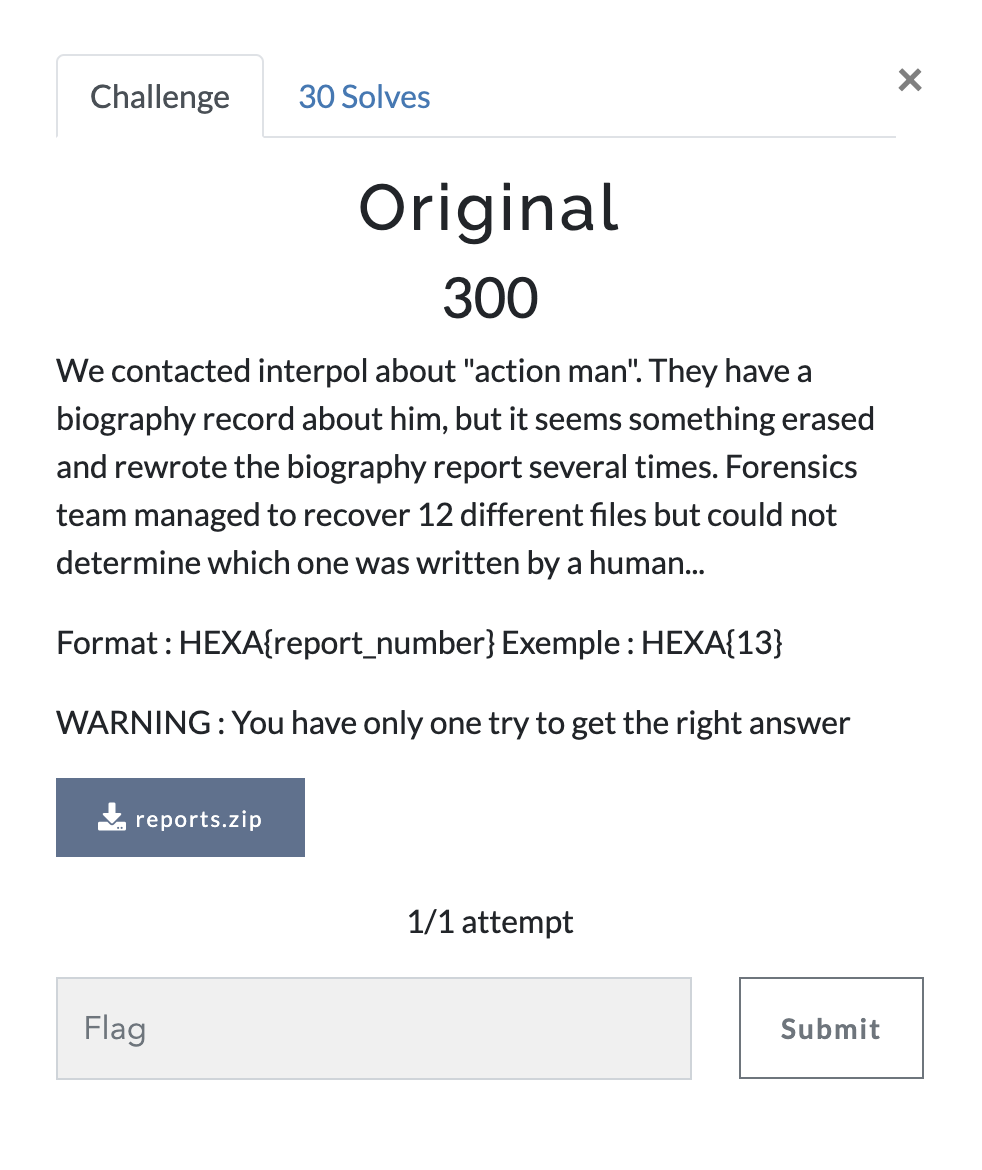 Challenge
30 Solves
×
Original
300
We contacted interpol about "action man". They have a
biography record about him, but it seems something erased
and rewrote the biography report several times. Forensics
team managed to recover 12 different files but could not
determine which one was written by a human...
Format : HEXA{report_number} Exemple : HEXA{13}
WARNING : You have only one try to get the right answer
reports.zip
1/1 attempt
Flag
Submit